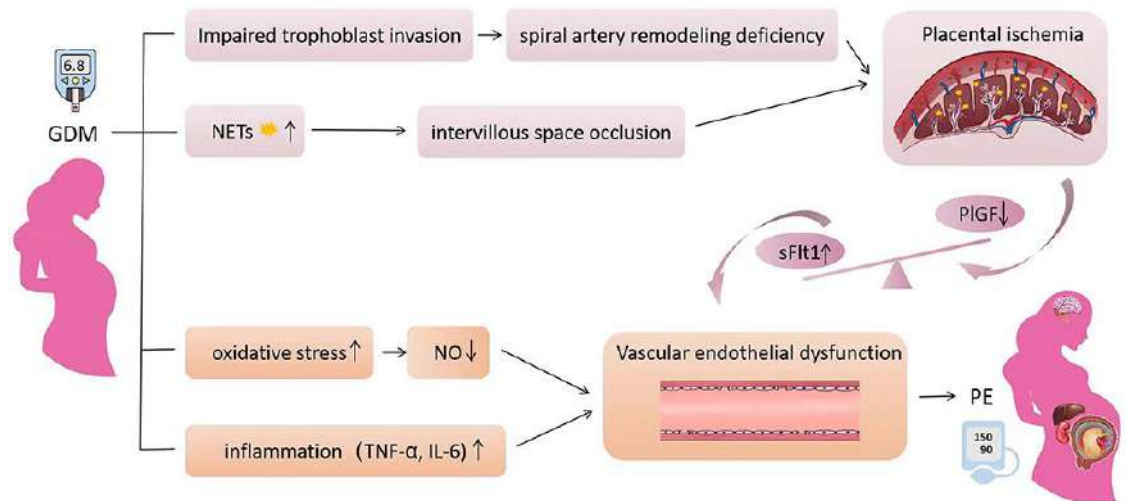 Impaired trophoblast invasion
spiral artery remodeling deficiency
Placental ischemia
6.8
GDM
NETs ↑
intervillous space occlusion
PlGF↓
sFlt1↑
oxidative stress↑
NO↓
Vascular endothelial dysfunction
PE
inflammation (TNF-α, IL-6) ↑
150
90